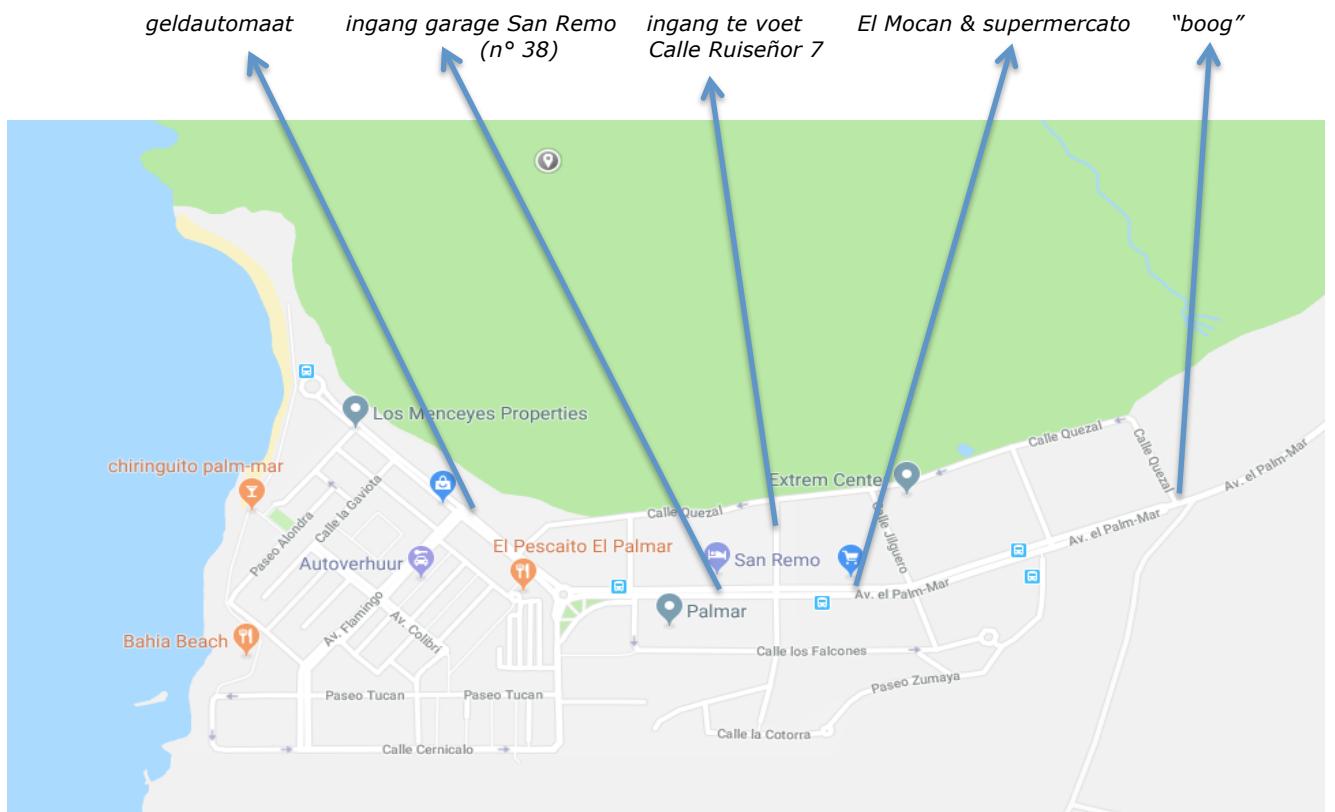 geldautomaat
ingang garage San Remo
(n° 38)
ingang te voet
Calle Ruiseñor 7
El Mocan & supermercato
“boog”
Los Menceyes Properties
chiringuito palm-mar
Calle la Gaviota
Paseo Alondra
Autoverhuur
El Pescaito El Palmar
Calle Quezal
Extrem Cente
Calle Quezal
Calle Quezal
Av. el Palm-Mar
Av. el Palm-Mar
Calle Jilguero
San Remo
Av. el Palm-Mar
Palmar
Av. Flamingo
Av. Colibrí
Bahia Beach
Calle los Falcones
Paseo Zumaya
Paseo Tucan
Paseo Tucan
Calle la Cotorra
Calle Cernicalo